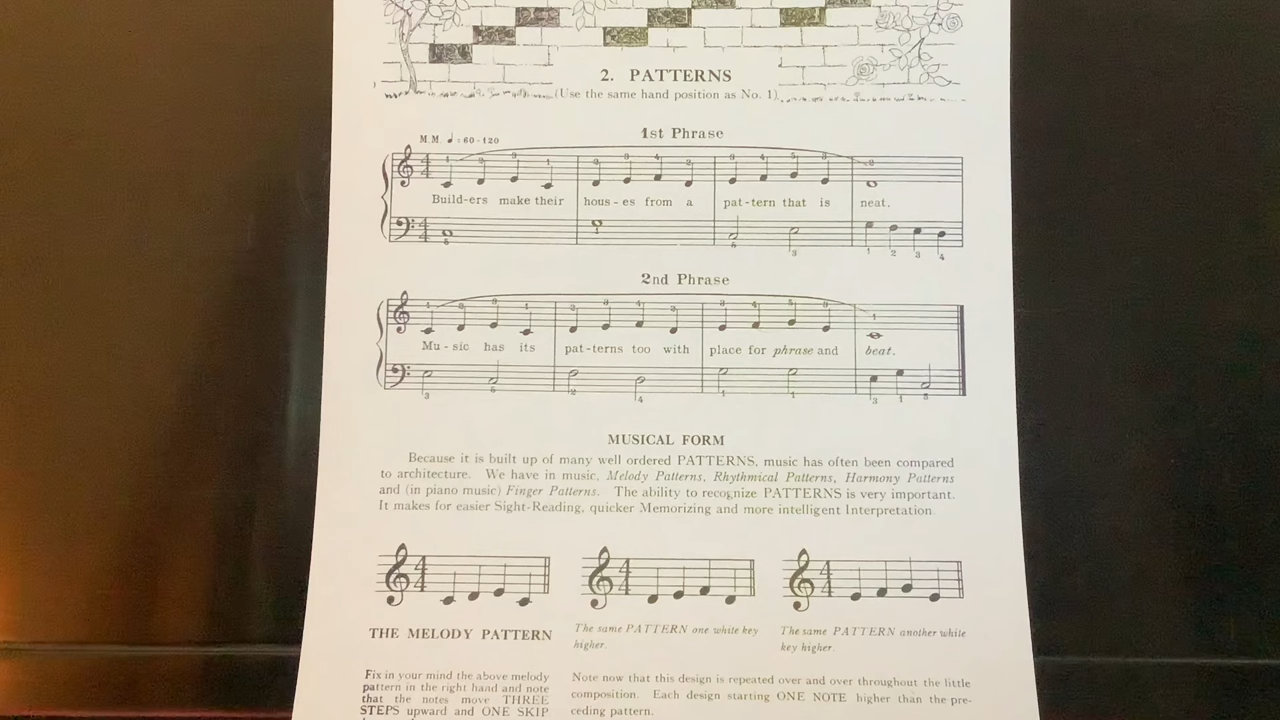 2. PATTERNS
(Use the same hand position as No. 1)
1st Phrase
M.M. ♩ = 60 - 120
Build-ers make their hous - es from a pat - tern that is neat.
2nd Phrase
Mu - sic has its pat - terns too with place for phrase and beat.
MUSICAL FORM
Because it is built up of many well ordered PATTERNS, music has often been compared
to architecture. We have in music, Melody Patterns, Rhythmical Patterns, Harmony Patterns
and (in piano music) Finger Patterns. The ability to recognize PATTERNS is very important.
It makes for easier Sight-Reading, quicker Memorizing and more intelligent Interpretation.
THE MELODY PATTERN
The same PATTERN one white key
higher.
The same PATTERN another white
key higher.
Fix in your mind the above melody
pattern in the right hand and note
that the notes move THREE
STEPS upward and ONE SKIP
Note now that this design is repeated over and over throughout the little
composition. Each design starting ONE NOTE higher than the pre-
ceding pattern.